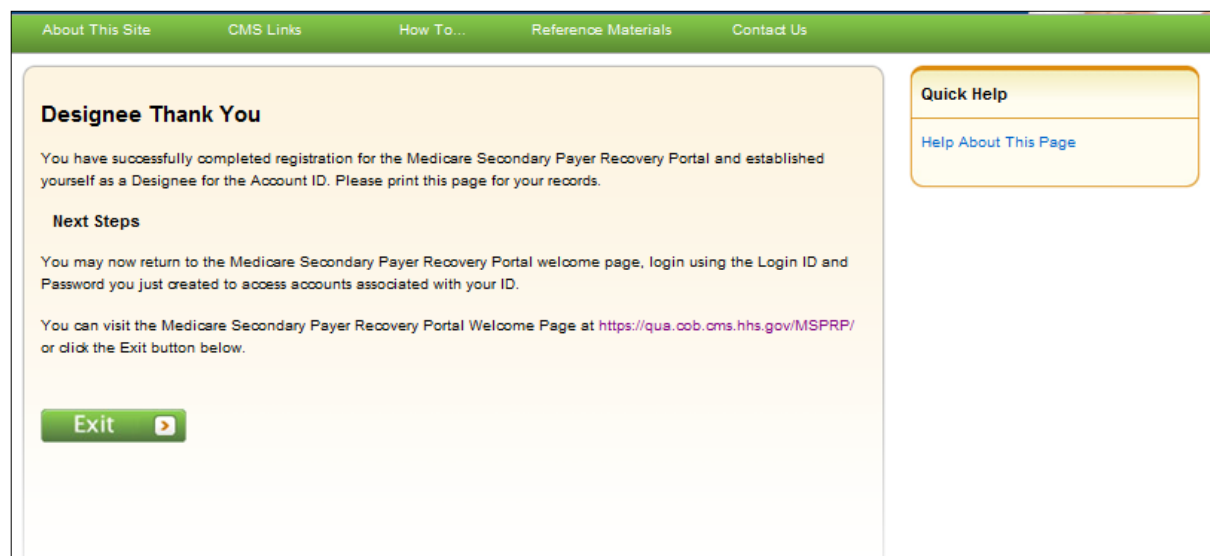 About This Site CMS Links How To... Reference Materials Contact Us
Designee Thank You
You have successfully completed registration for the Medicare Secondary Payer Recovery Portal and established
yourself as a Designee for the Account ID. Please print this page for your records.
Next Steps
You may now return to the Medicare Secondary Payer Recovery Portal welcome page, login using the Login ID and
Password you just created to access accounts associated with your ID.
You can visit the Medicare Secondary Payer Recovery Portal Welcome Page at https://qua.cob.cms.hhs.gov/MSPRP/
or click the Exit button below.
Exit
Quick Help
Help About This Page